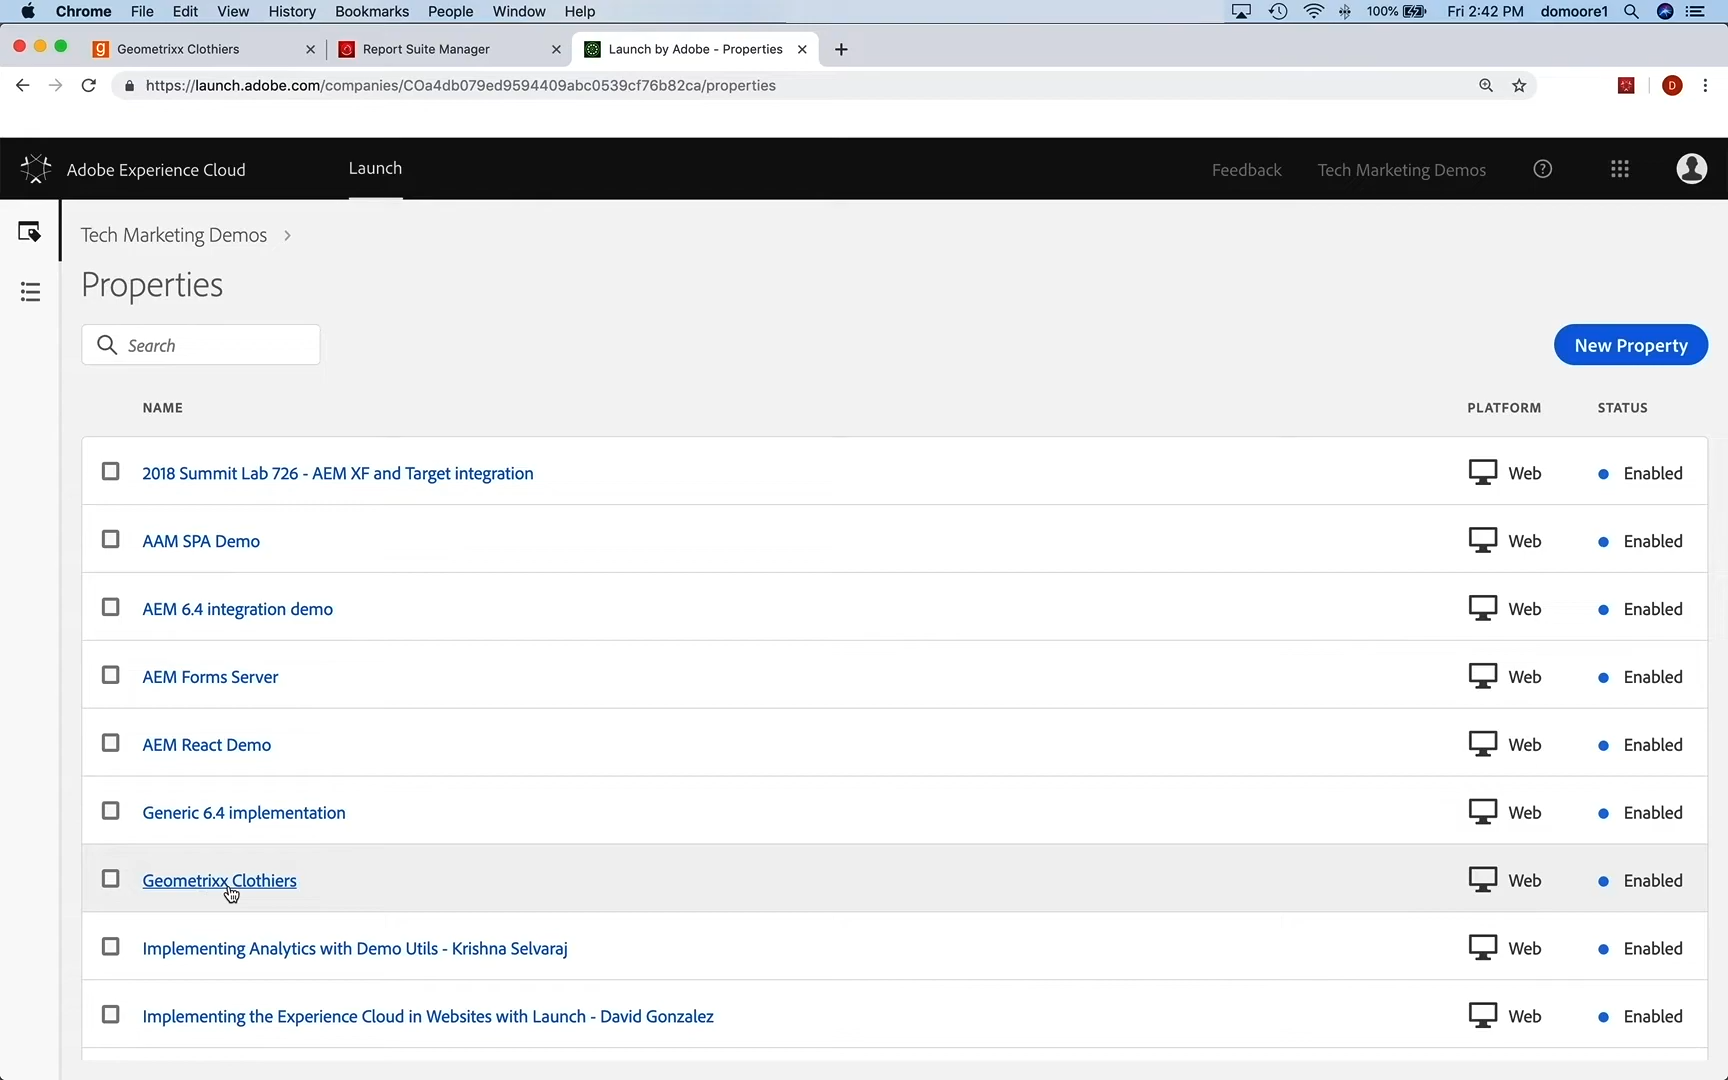 Chrome File Edit View History Bookmarks People Window Help 100% Fri 2:42 PM domoore1
Geometrixx Clothiers Report Suite Manager Launch by Adobe - Properties
https://launch.adobe.com/companies/COa4db079ed9594409abc0539cf76b82ca/properties D
Adobe Experience Cloud Launch Feedback Tech Marketing Demos
Tech Marketing Demos
Properties
Search
New Property
NAME PLATFORM STATUS
2018 Summit Lab 726 - AEM XF and Target integration Web Enabled
AAM SPA Demo Web Enabled
AEM 6.4 integration demo Web Enabled
AEM Forms Server Web Enabled
AEM React Demo Web Enabled
Generic 6.4 implementation Web Enabled
Geometrixx Clothiers Web Enabled
Implementing Analytics with Demo Utils - Krishna Selvaraj Web Enabled
Implementing the Experience Cloud in Websites with Launch - David Gonzalez Web Enabled